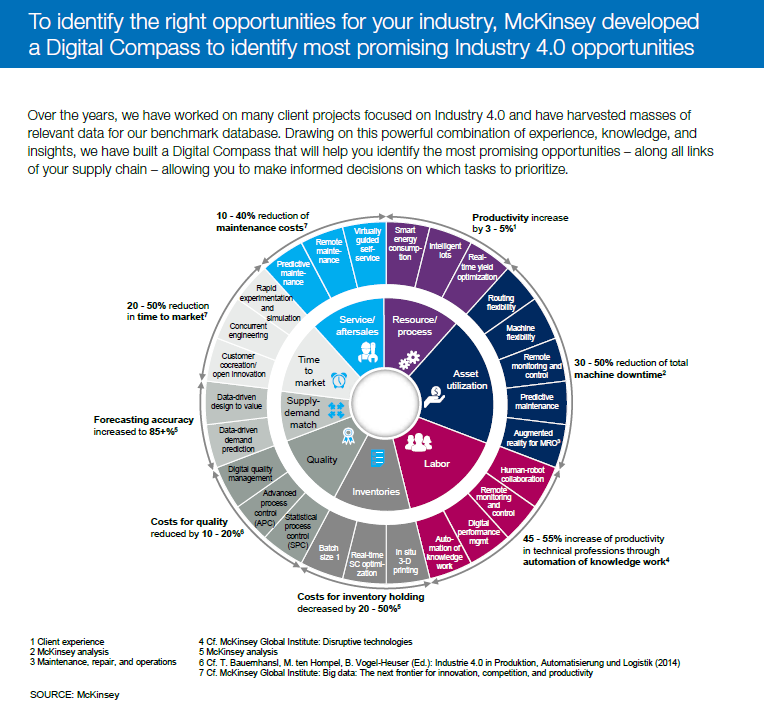 To identify the right opportunities for your industry, McKinsey developed
a Digital Compass to identify most promising Industry 4.0 opportunities
Over the years, we have worked on many client projects focused on Industry 4.0 and have harvested masses of
relevant data for our benchmark database. Drawing on this powerful combination of experience, knowledge, and
insights, we have built a Digital Compass that will help you identify the most promising opportunities – along all links
of your supply chain – allowing you to make informed decisions on which tasks to prioritize.
10 - 40% reduction of
maintenance costs⁷
Productivity increase
by 3 - 5%¹
20 - 50% reduction
in time to market⁷
30 - 50% reduction of total
machine downtime²
Forecasting accuracy
increased to 85+%⁵
Costs for quality
reduced by 10 - 20%⁶
45 - 55% increase of productivity
in technical professions through
automation of knowledge work⁴
Costs for inventory holding
decreased by 20 - 50%⁵
Smart
energy
consump-
tion
Intelligent
lots
Real-
time yield
optimization
Routing
flexibility
Machine
flexibility
Remote
monitoring and
control
Predictive
maintenance
Augmented
reality for MRO³
Human-robot
collaboration
Remote
monitoring
and
control
Digital
performance
mgmt
Auto-
mation of
knowledge
work
In situ
3-D
printing
Real-time
SC optimi-
zation
Batch
size 1
Statistical
process
control
(SPC)
Advanced
process
control
(APC)
Digital quality
management
Data-driven
demand
prediction
Data-driven
design to value
Customer
cocreation/
open innovation
Concurrent
engineering
Rapid
experimentation
and
simulation
Predictive
mainte-
nance
Remote
mainte-
nance
Virtually
guided
self-
service
Service/
aftersales
Resource/
process
Asset
utilization
Labor
Inventories
Quality
Supply-
demand
match
Time
to
market
1 Client experience
2 McKinsey analysis
3 Maintenance, repair, and operations
4 Cf. McKinsey Global Institute: Disruptive technologies
5 McKinsey analysis
6 Cf. T. Bauernhansl, M. ten Hompel, B. Vogel-Heuser (Ed.): Industrie 4.0 in Produktion, Automatisierung und Logistik (2014)
7 Cf. McKinsey Global Institute: Big data: The next frontier for innovation, competition, and productivity
SOURCE: McKinsey